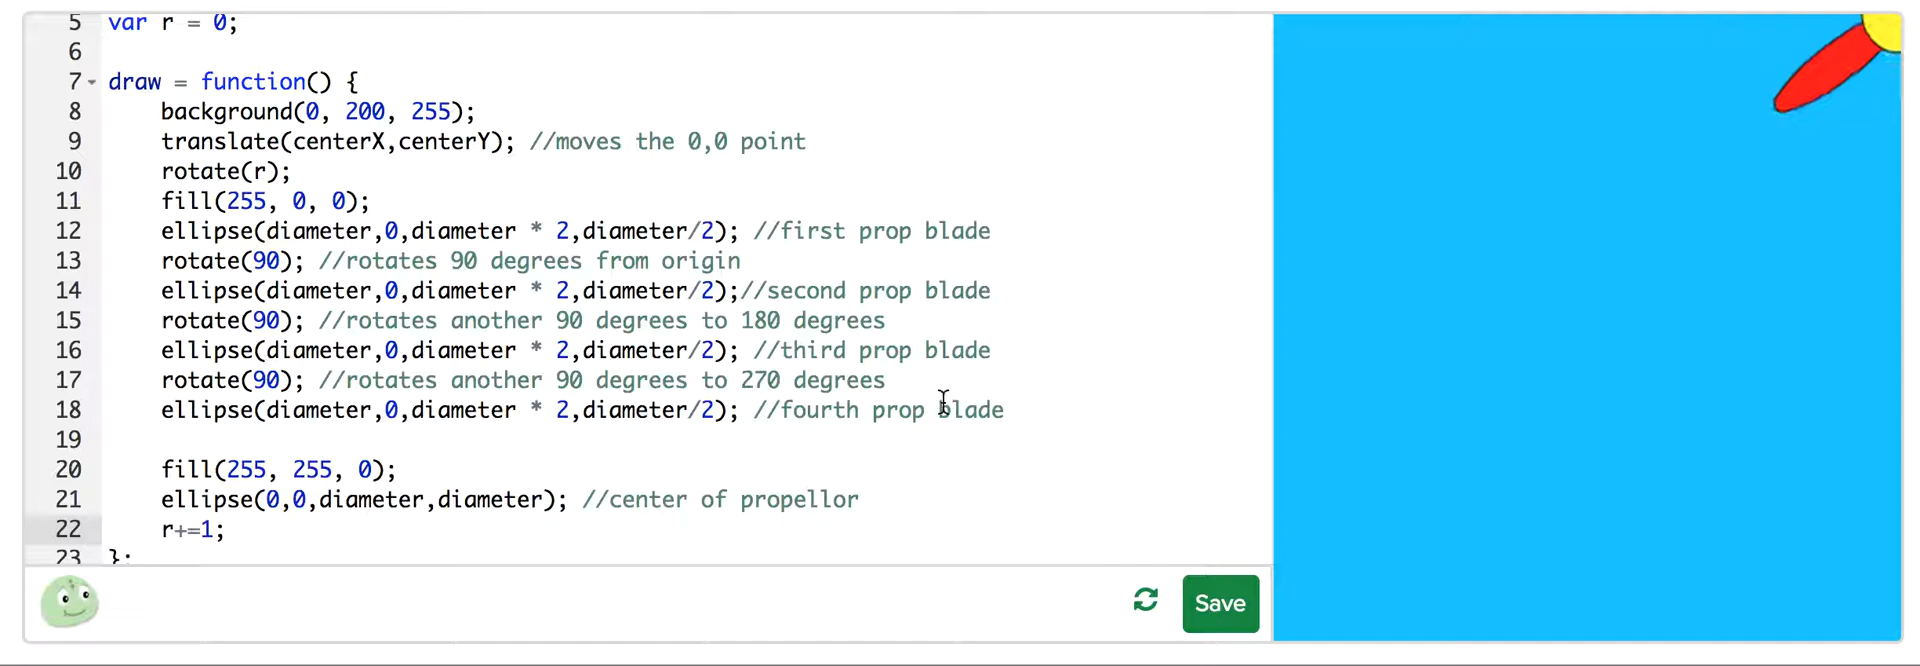 5 var r = 0;
6
7 draw = function() {
8 background(0, 200, 255);
9 translate(centerX,centerY); //moves the 0,0 point
10 rotate(r);
11 fill(255, 0, 0);
12 ellipse(diameter,0,diameter * 2,diameter/2); //first prop blade
13 rotate(90); //rotates 90 degrees from origin
14 ellipse(diameter,0,diameter * 2,diameter/2);//second prop blade
15 rotate(90); //rotates another 90 degrees to 180 degrees
16 ellipse(diameter,0,diameter * 2,diameter/2); //third prop blade
17 rotate(90); //rotates another 90 degrees to 270 degrees
18 ellipse(diameter,0,diameter * 2,diameter/2); //fourth prop blade
19
20 fill(255, 255, 0);
21 ellipse(0,0,diameter,diameter); //center of propellor
22 r+=1;
23 };
Save